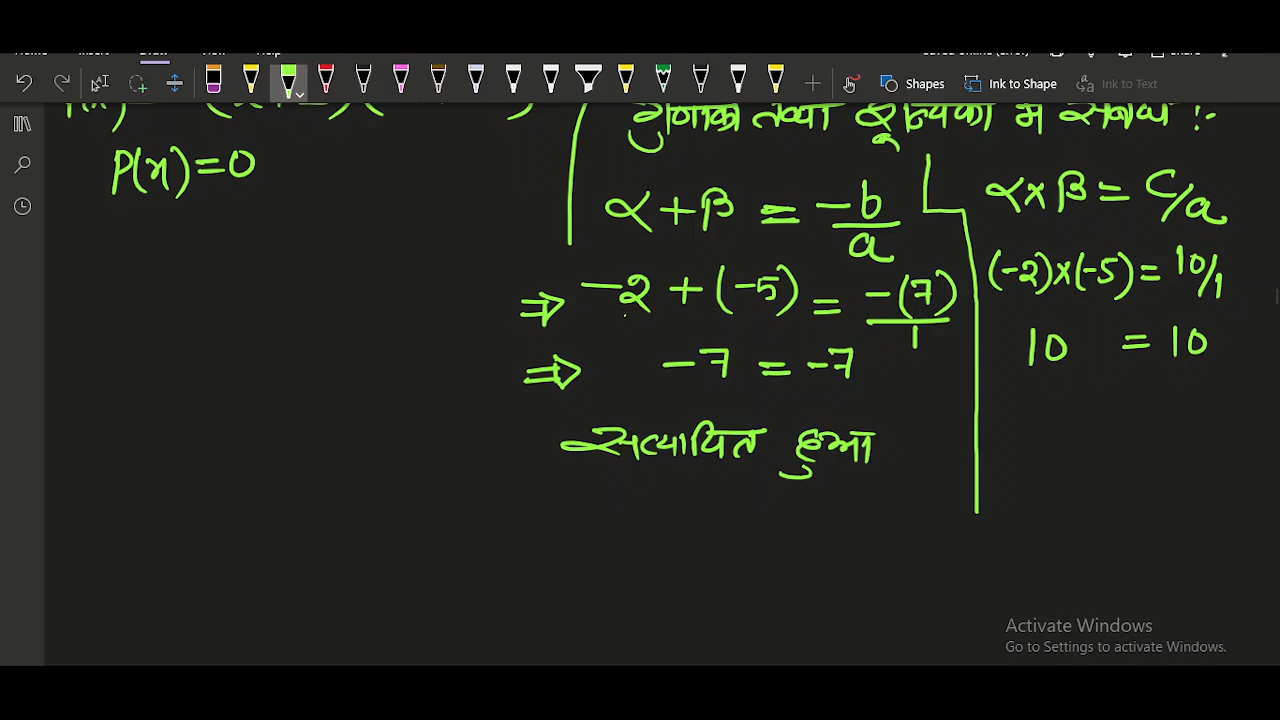 Shapes
Ink to Shape
Ink to Text
P(x) = 0
गुणांको तथा शून्यिकों में संबंध :-
α + β = -b/a
⇒ -2 + (-5) = -(7)/1
⇒ -7 = -7
सत्यापित हुआ
α × β = c/a
(-2)×(-5) = 10/1
10 = 10
Activate Windows
Go to Settings to activate Windows.